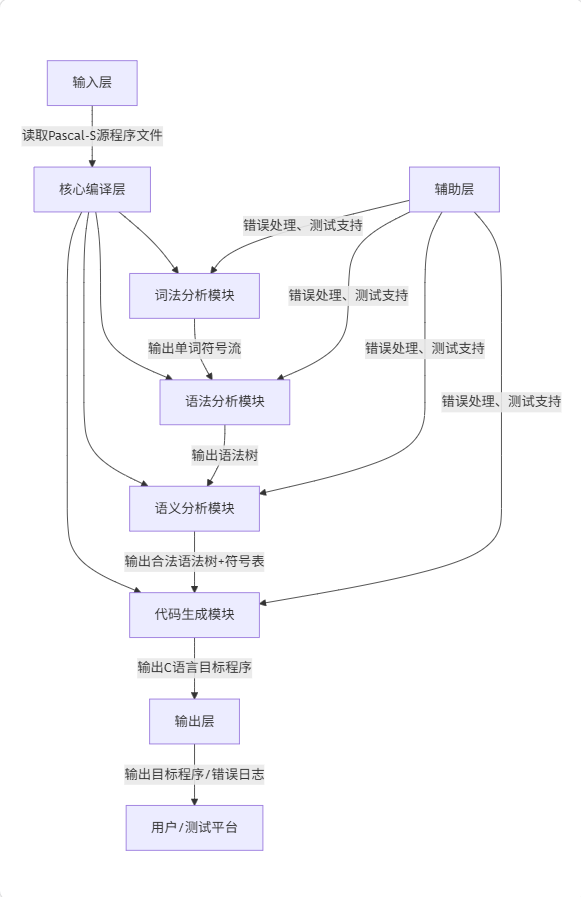 输入层
读取Pascal-S源程序文件
核心编译层
辅助层
错误处理、测试支持
词法分析模块
错误处理、测试支持
输出单词符号流
错误处理、测试支持
语法分析模块
错误处理、测试支持
输出语法树
语义分析模块
输出合法语法树+符号表
代码生成模块
输出C语言目标程序
输出层
输出目标程序/错误日志
用户/测试平台